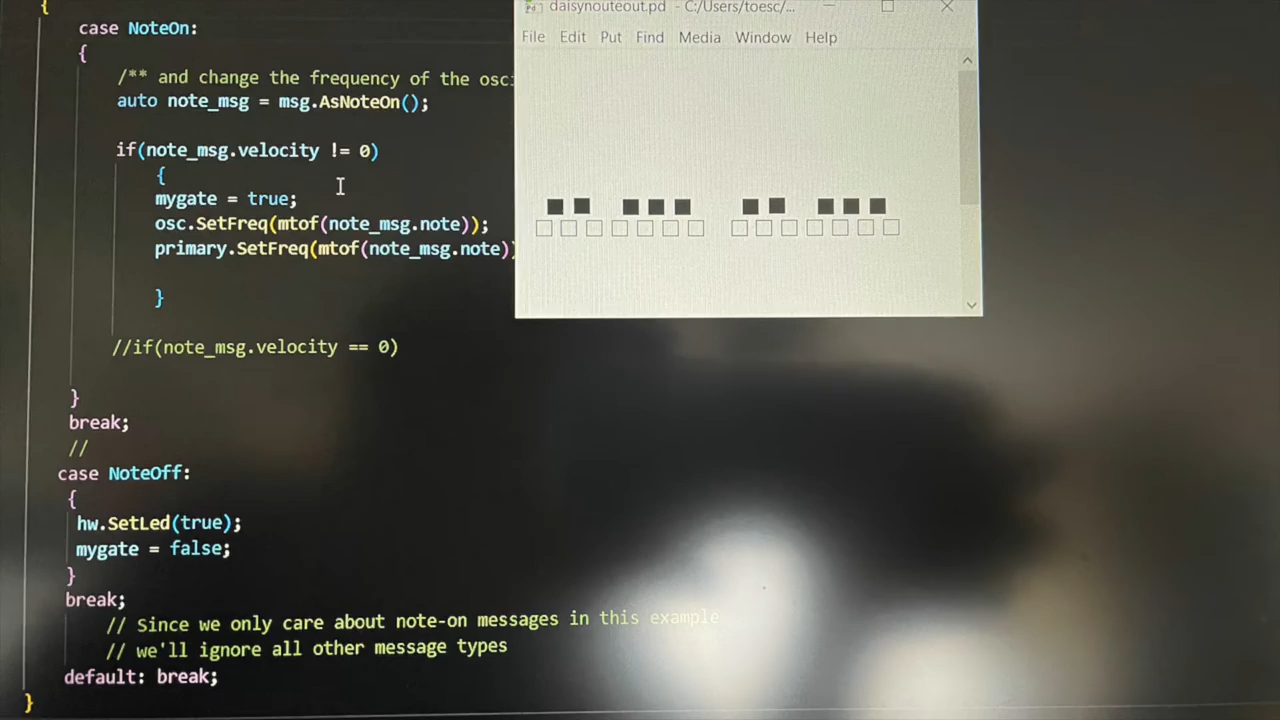 {
case NoteOn:
{
/** and change the frequency of the osc
auto note_msg = msg.AsNoteOn();
if(note_msg.velocity != 0)
{
mygate = true;
osc.SetFreq(mtof(note_msg.note));
primary.SetFreq(mtof(note_msg.note))
}
//if(note_msg.velocity == 0)
}
break;
//
case NoteOff:
{
hw.SetLed(true);
mygate = false;
}
break;
// Since we only care about note-on messages in this example
// we'll ignore all other message types
default: break;
}
daisynouteout.pd - C:/Users/toesc/...
File Edit Put Find Media Window Help